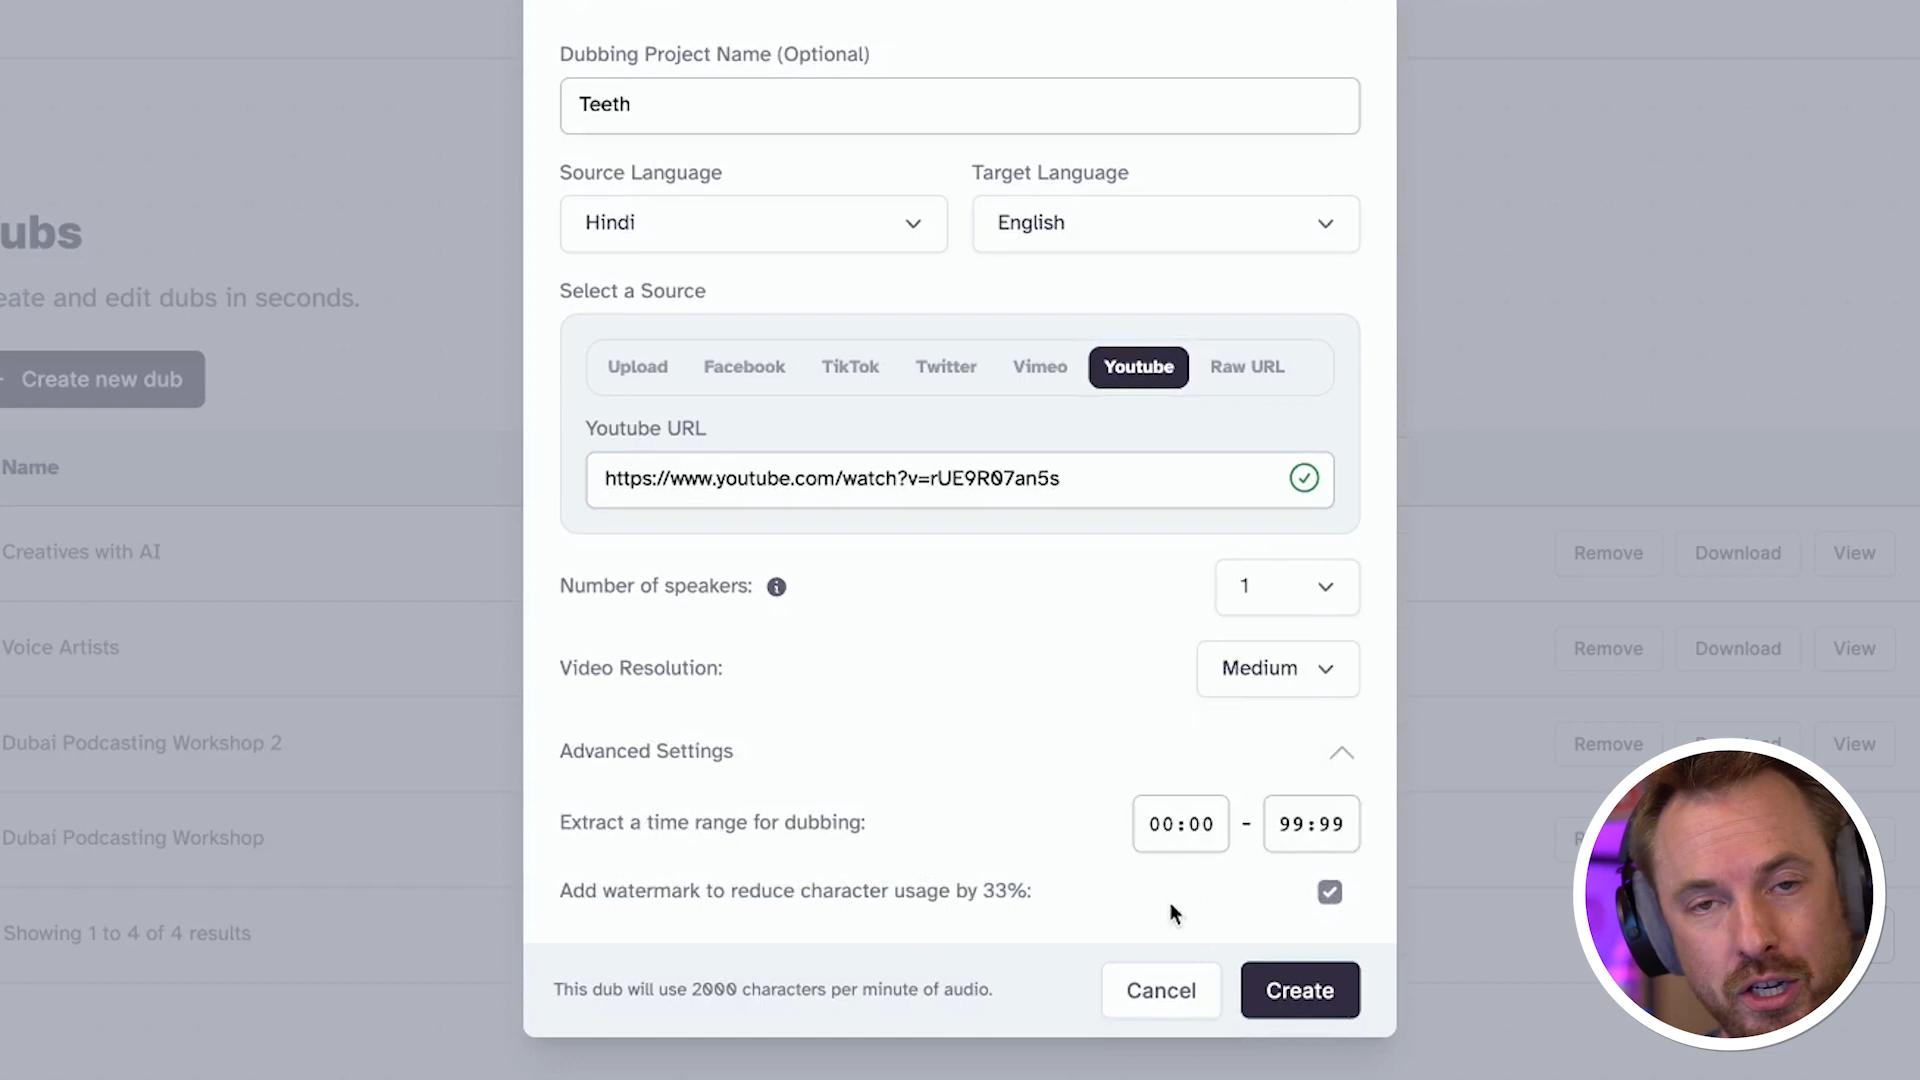 Dubbing Project Name (Optional)
Teeth
Source Language
Target Language
Hindi
English
Select a Source
Upload
Facebook
TikTok
Twitter
Vimeo
Youtube
Raw URL
Youtube URL
https://www.youtube.com/watch?v=rUE9R07an5s
Number of speakers:
1
Video Resolution:
Medium
Advanced Settings
Extract a time range for dubbing:
00:00 - 99:99
Add watermark to reduce character usage by 33%:
This dub will use 2000 characters per minute of audio.
Cancel
Create
ubs
eate and edit dubs in seconds.
Create new dub
Name
Creatives with AI
Remove
Download
View
Voice Artists
Remove
Download
View
Dubai Podcasting Workshop 2
Remove
View
Dubai Podcasting Workshop
Showing 1 to 4 of 4 results